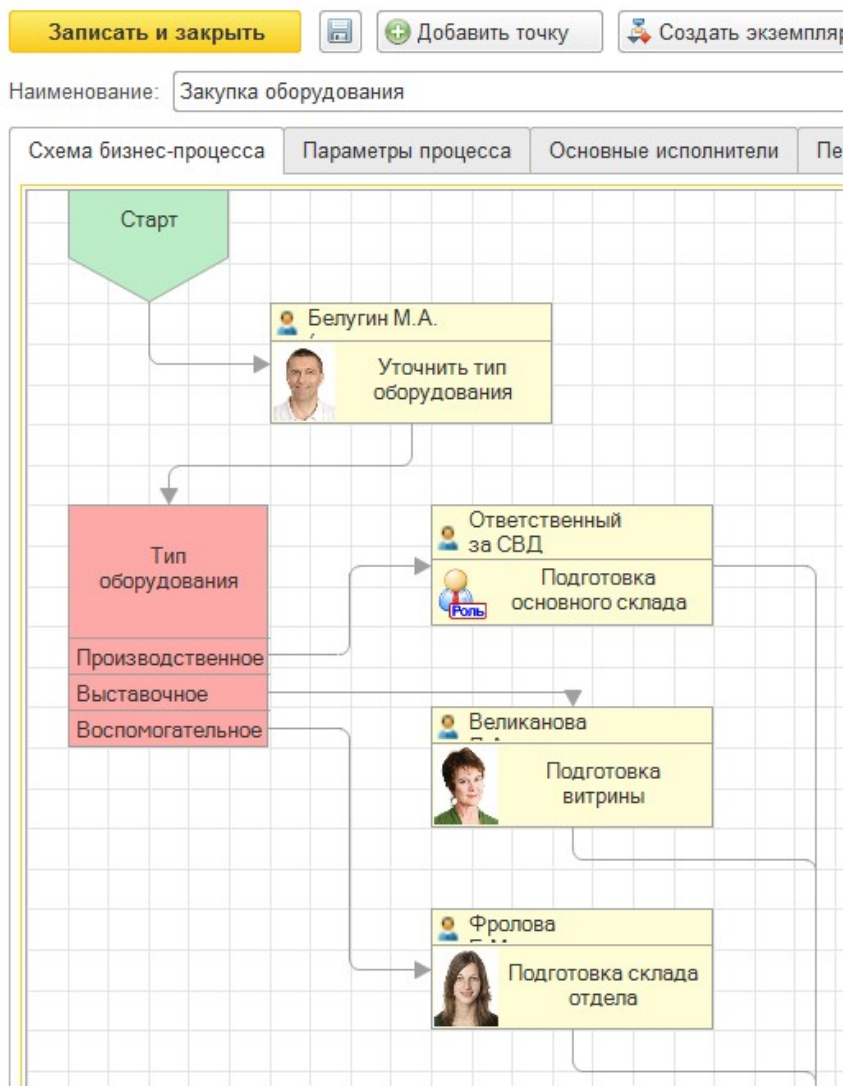 Записать и закрыть
Добавить точку
Создать экземпляр
Наименование:
Закупка оборудования
Схема бизнес-процесса
Параметры процесса
Основные исполнители
Старт
Белугин М.А.
Уточнить тип
оборудования
Тип
оборудования
Производственное
Выставочное
Воспомогательное
Ответственный
за СВД
Роль
Подготовка
основного склада
Великанова
Подготовка
витрины
Фролова
Подготовка склада
отдела